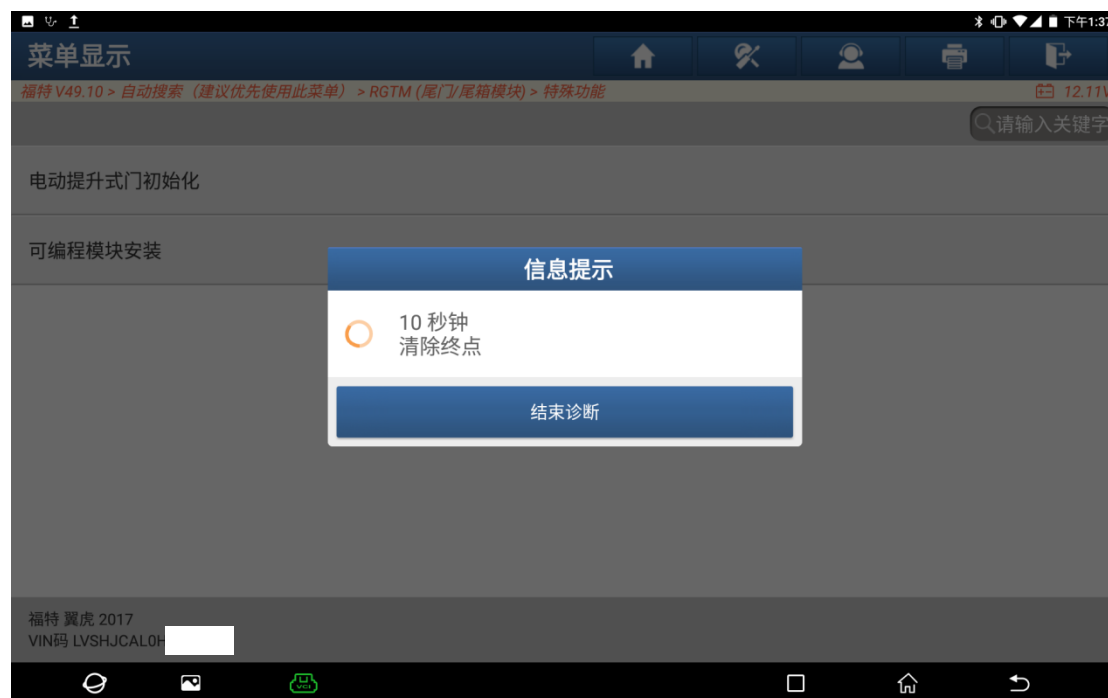 下午1:37
菜单显示
福特 V49.10 > 自动搜索（建议优先使用此菜单） > RGTM (尾门/尾箱模块) > 特殊功能
12.11V
请输入关键字
电动提升式门初始化
可编程模块安装
信息提示
10 秒钟
清除终点
结束诊断
福特 翼虎 2017
VIN码 LVSHJCAL0H
VCI